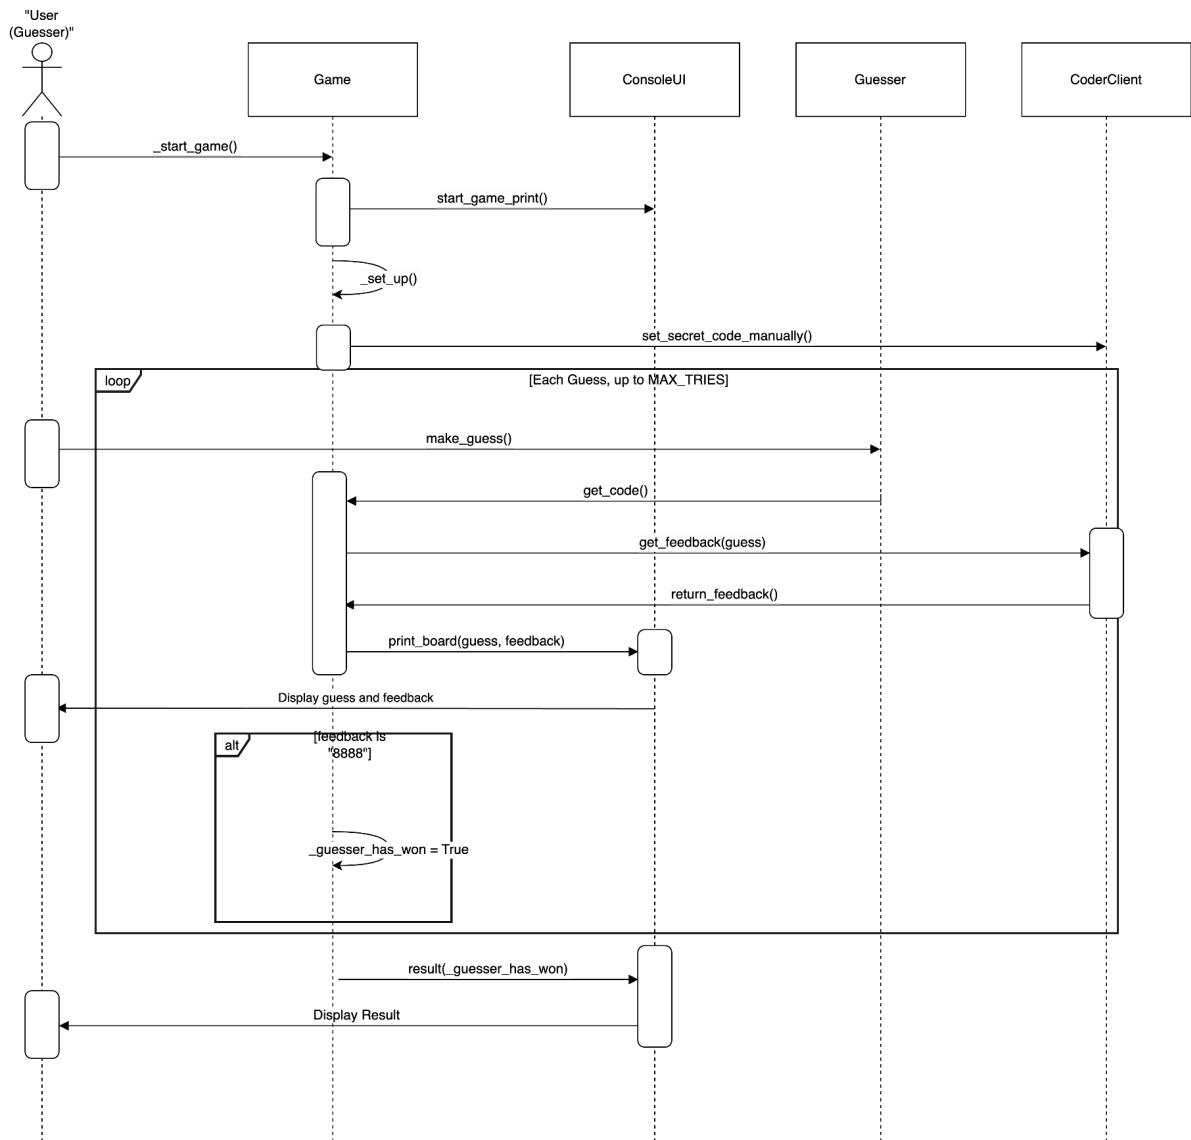 "User
(Guesser)"
Game
ConsoleUI
Guesser
CoderClient
_start_game()
start_game_print()
_set_up()
set_secret_code_manually()
loop
[Each Guess, up to MAX_TRIES]
make_guess()
get_code()
get_feedback(guess)
return_feedback()
print_board(guess, feedback)
Display guess and feedback
alt
[feedback is
"8888"]
_guesser_has_won = True
result(_guesser_has_won)
Display Result